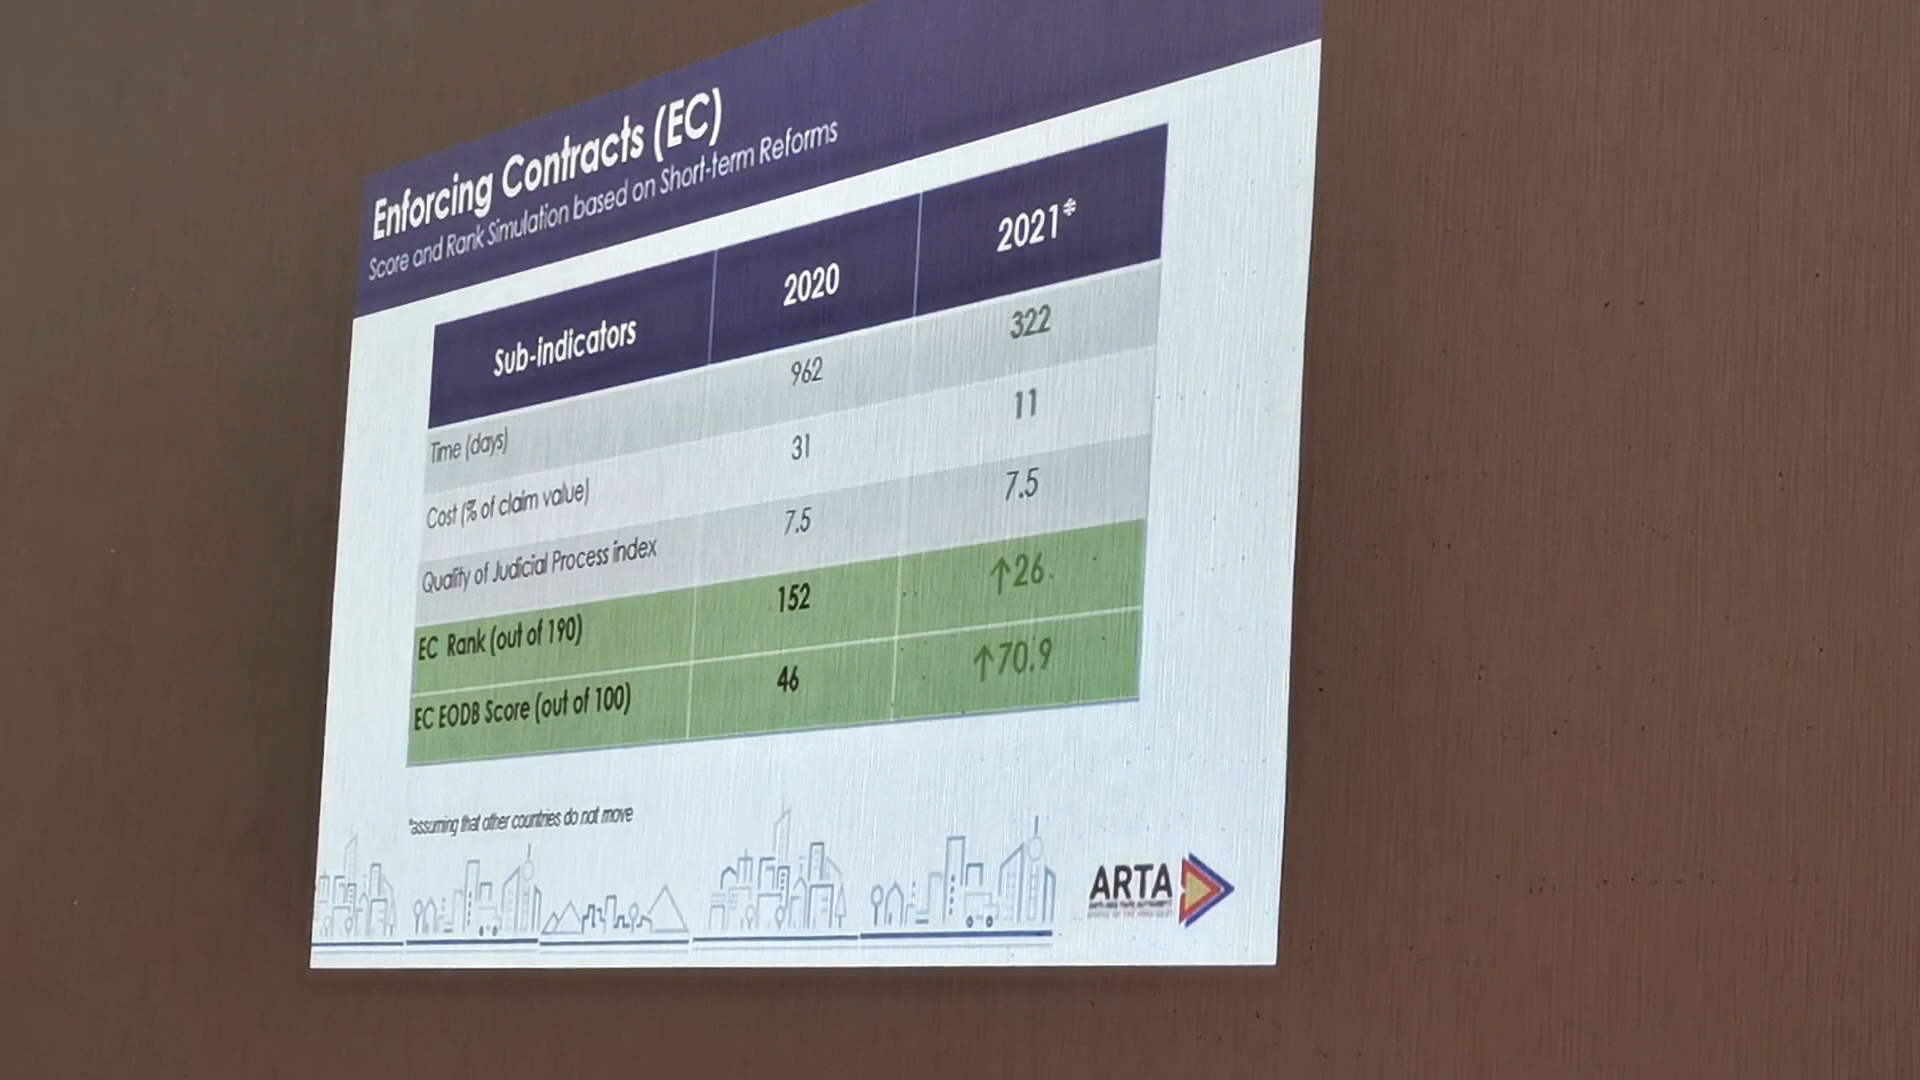 Enforcing Contracts (EC)
Score and Rank Simulation based on Short-term Reforms
Sub-indicators 2020 2021*
Time (days) 962 322
Cost (% of claim value) 31 11
Quality of Judicial Process index 7.5 7.5
EC Rank (out of 190) 152 ↑26
EC EODB Score (out of 100) 46 ↑70.9
*assuming that other countries do not move
ARTA